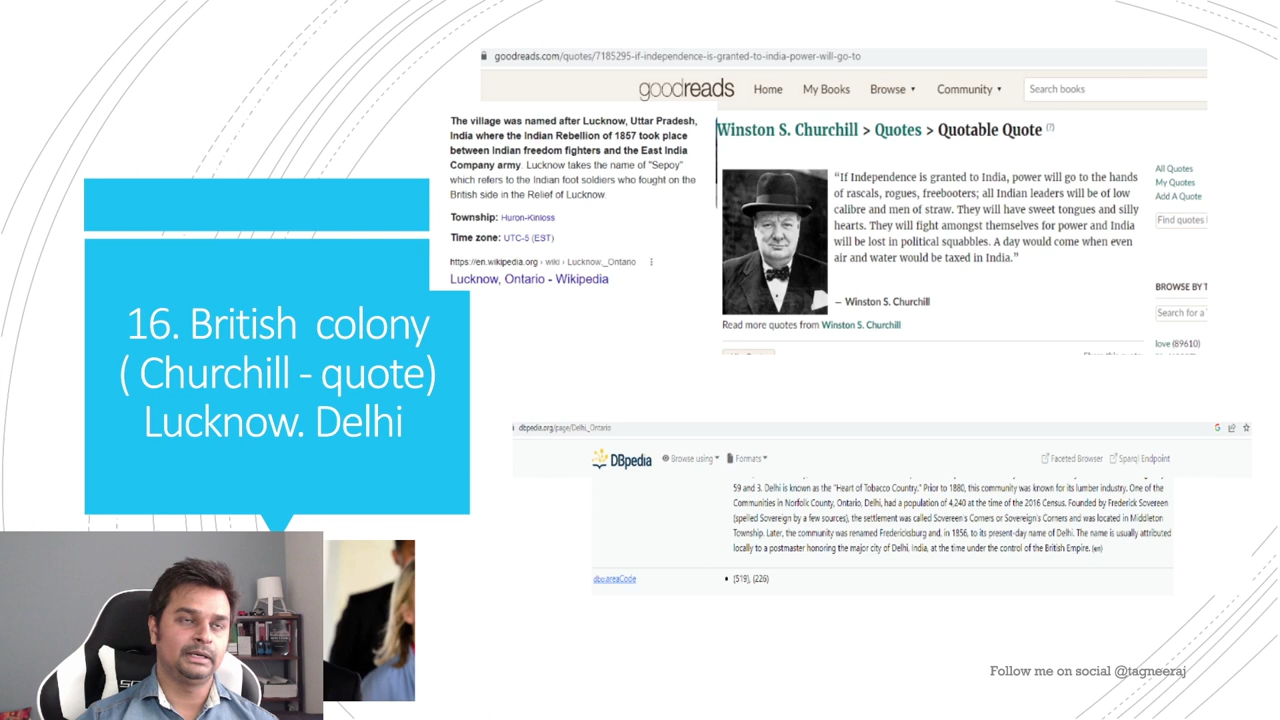 goodreads.com/quotes/7185295-if-independence-is-granted-to-india-power-will-go-to
goodreads Home My Books Browse ▾ Community ▾ Search books
The village was named after Lucknow, Uttar Pradesh,
India where the Indian Rebellion of 1857 took place
between Indian freedom fighters and the East India
Company army. Lucknow takes the name of "Sepoy"
which refers to the Indian foot soldiers who fought on the
British side in the Relief of Lucknow.
Township: Huron-Kinloss
Time zone: UTC-5 (EST)
https://en.wikipedia.org › wiki › Lucknow,_Ontario
Lucknow, Ontario - Wikipedia
Winston S. Churchill > Quotes > Quotable Quote (?)
“If Independence is granted to India, power will go to the hands
of rascals, rogues, freebooters; all Indian leaders will be of low
calibre and men of straw. They will have sweet tongues and silly
hearts. They will fight amongst themselves for power and India
will be lost in political squabbles. A day would come when even
air and water would be taxed in India.”
― Winston S. Churchill
Read more quotes from Winston S. Churchill
All Quotes
My Quotes
Add A Quote
Find quotes
BROWSE BY T
Search for a
love (89610)
16. British colony
( Churchill - quote)
Lucknow. Delhi
dbpedia.org/page/Delhi,_Ontario
DBpedia Browse using ▾ Formats ▾ Faceted Browser Sparql Endpoint
59 and 3. Delhi is known as the "Heart of Tobacco Country." Prior to 1880, this community was known for its lumber industry. One of the
Communities in Norfolk County, Ontario, Delhi, had a population of 4,240 at the time of the 2016 Census. Founded by Frederick Sovereen
(spelled Sovereign by a few sources), the settlement was called Sovereen's Corners or Sovereign's Corners and was located in Middleton
Township. Later, the community was renamed Fredericksburg and, in 1856, to its present-day name of Delhi. The name is usually attributed
locally to a postmaster honoring the major city of Delhi, India, at the time under the control of the British Empire. (en)
dbo:areaCode • (519), (226)
Follow me on social @tagneeraj